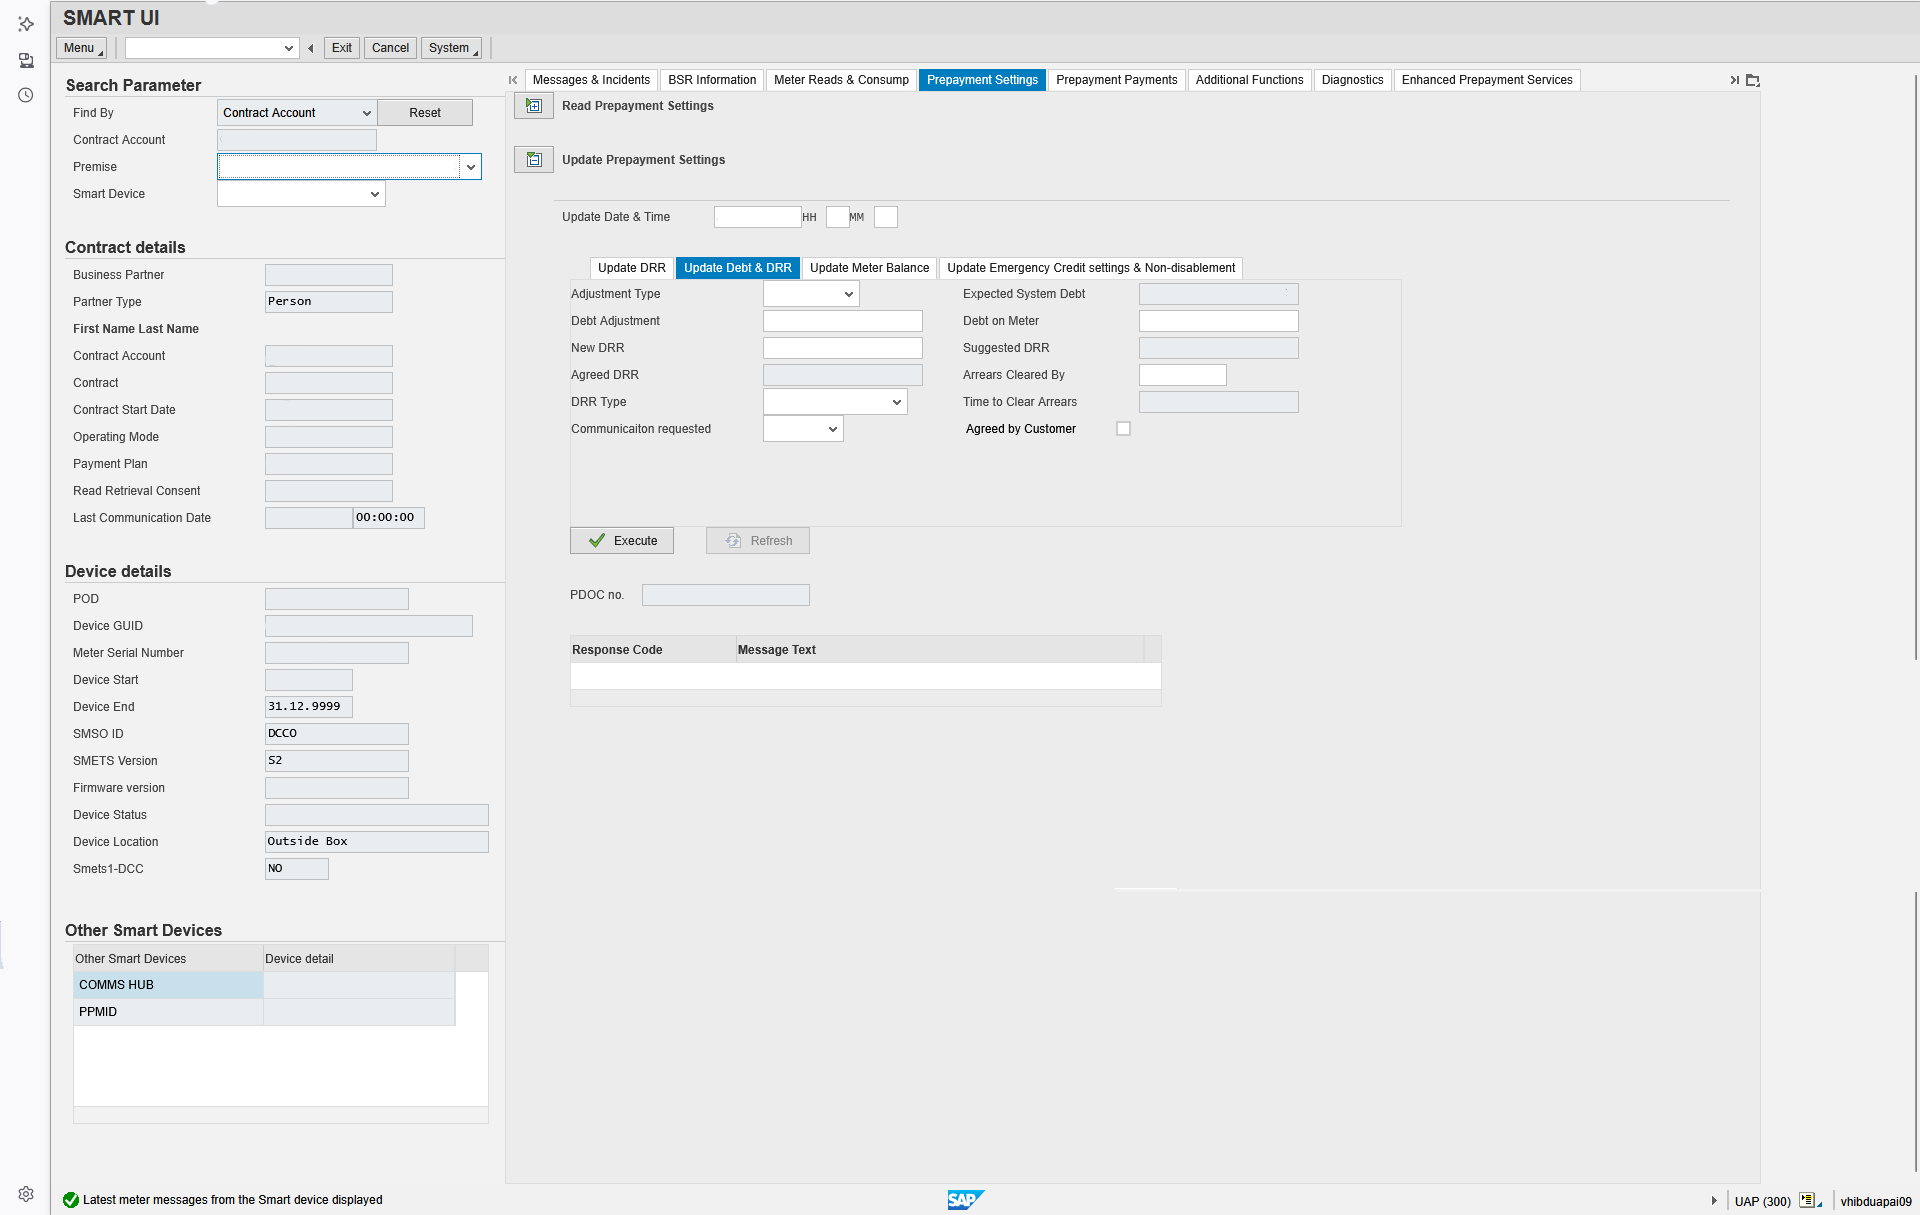 SMART UI
Menu
Exit Cancel System
Search Parameter
Find By Contract Account Reset
Contract Account
Premise
Smart Device
Contract details
Business Partner
Partner Type Person
First Name Last Name
Contract Account
Contract
Contract Start Date
Operating Mode
Payment Plan
Read Retrieval Consent
Last Communication Date 00:00:00
Device details
POD
Device GUID
Meter Serial Number
Device Start
Device End 31.12.9999
SMSO ID DCCO
SMETS Version S2
Firmware version
Device Status
Device Location Outside Box
Smets1-DCC NO
Other Smart Devices
Other Smart Devices Device detail
COMMS HUB
PPMID
Messages & Incidents BSR Information Meter Reads & Consump Prepayment Settings Prepayment Payments Additional Functions Diagnostics Enhanced Prepayment Services
Read Prepayment Settings
Update Prepayment Settings
Update Date & Time HH MM
Update DRR Update Debt & DRR Update Meter Balance Update Emergency Credit settings & Non-disablement
Adjustment Type Expected System Debt
Debt Adjustment Debt on Meter
New DRR Suggested DRR
Agreed DRR Arrears Cleared By
DRR Type Time to Clear Arrears
Communicaiton requested Agreed by Customer
Execute Refresh
PDOC no.
Response Code Message Text
Latest meter messages from the Smart device displayed
SAP
UAP (300) vhibduapai09